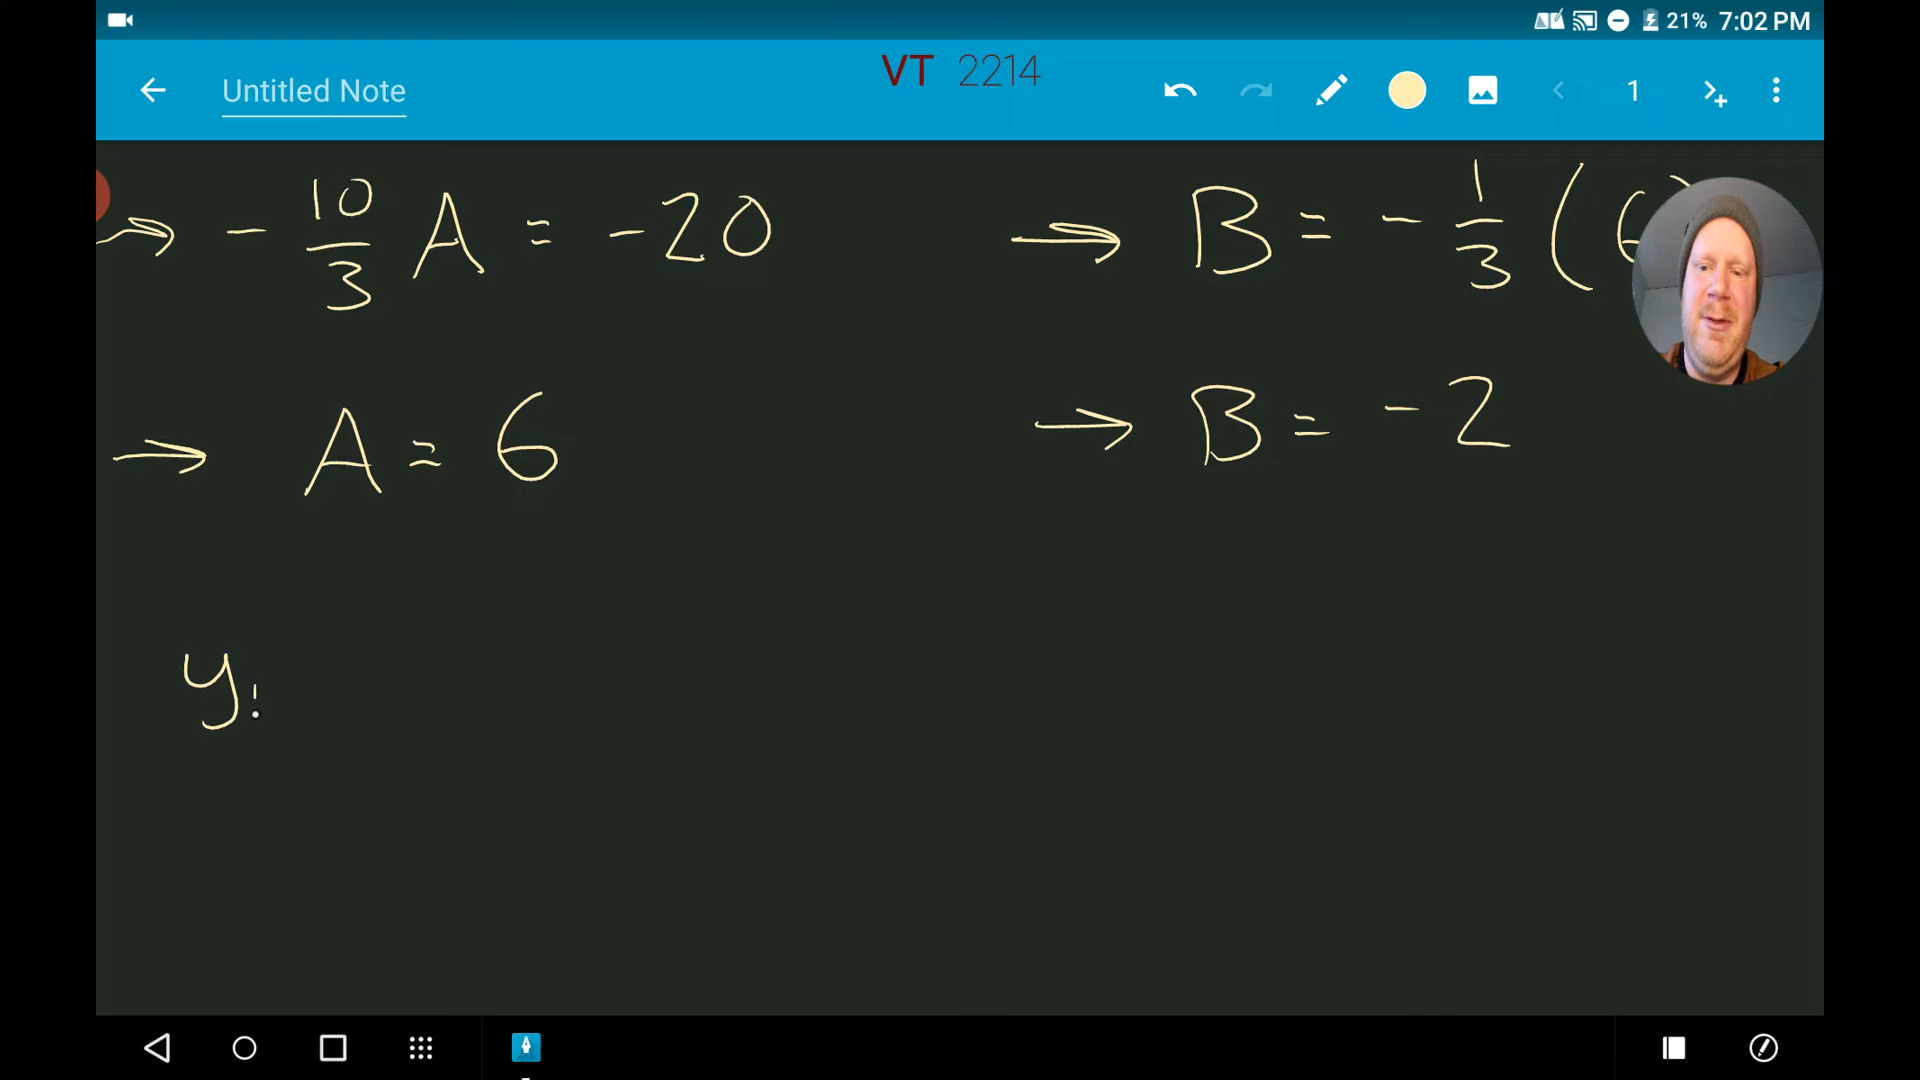 21% 7:02 PM
VT 2214
Untitled Note
1
→ - 10/3 A = -20
→ B = - 1/3 (6)
→ A = 6
→ B = -2
y